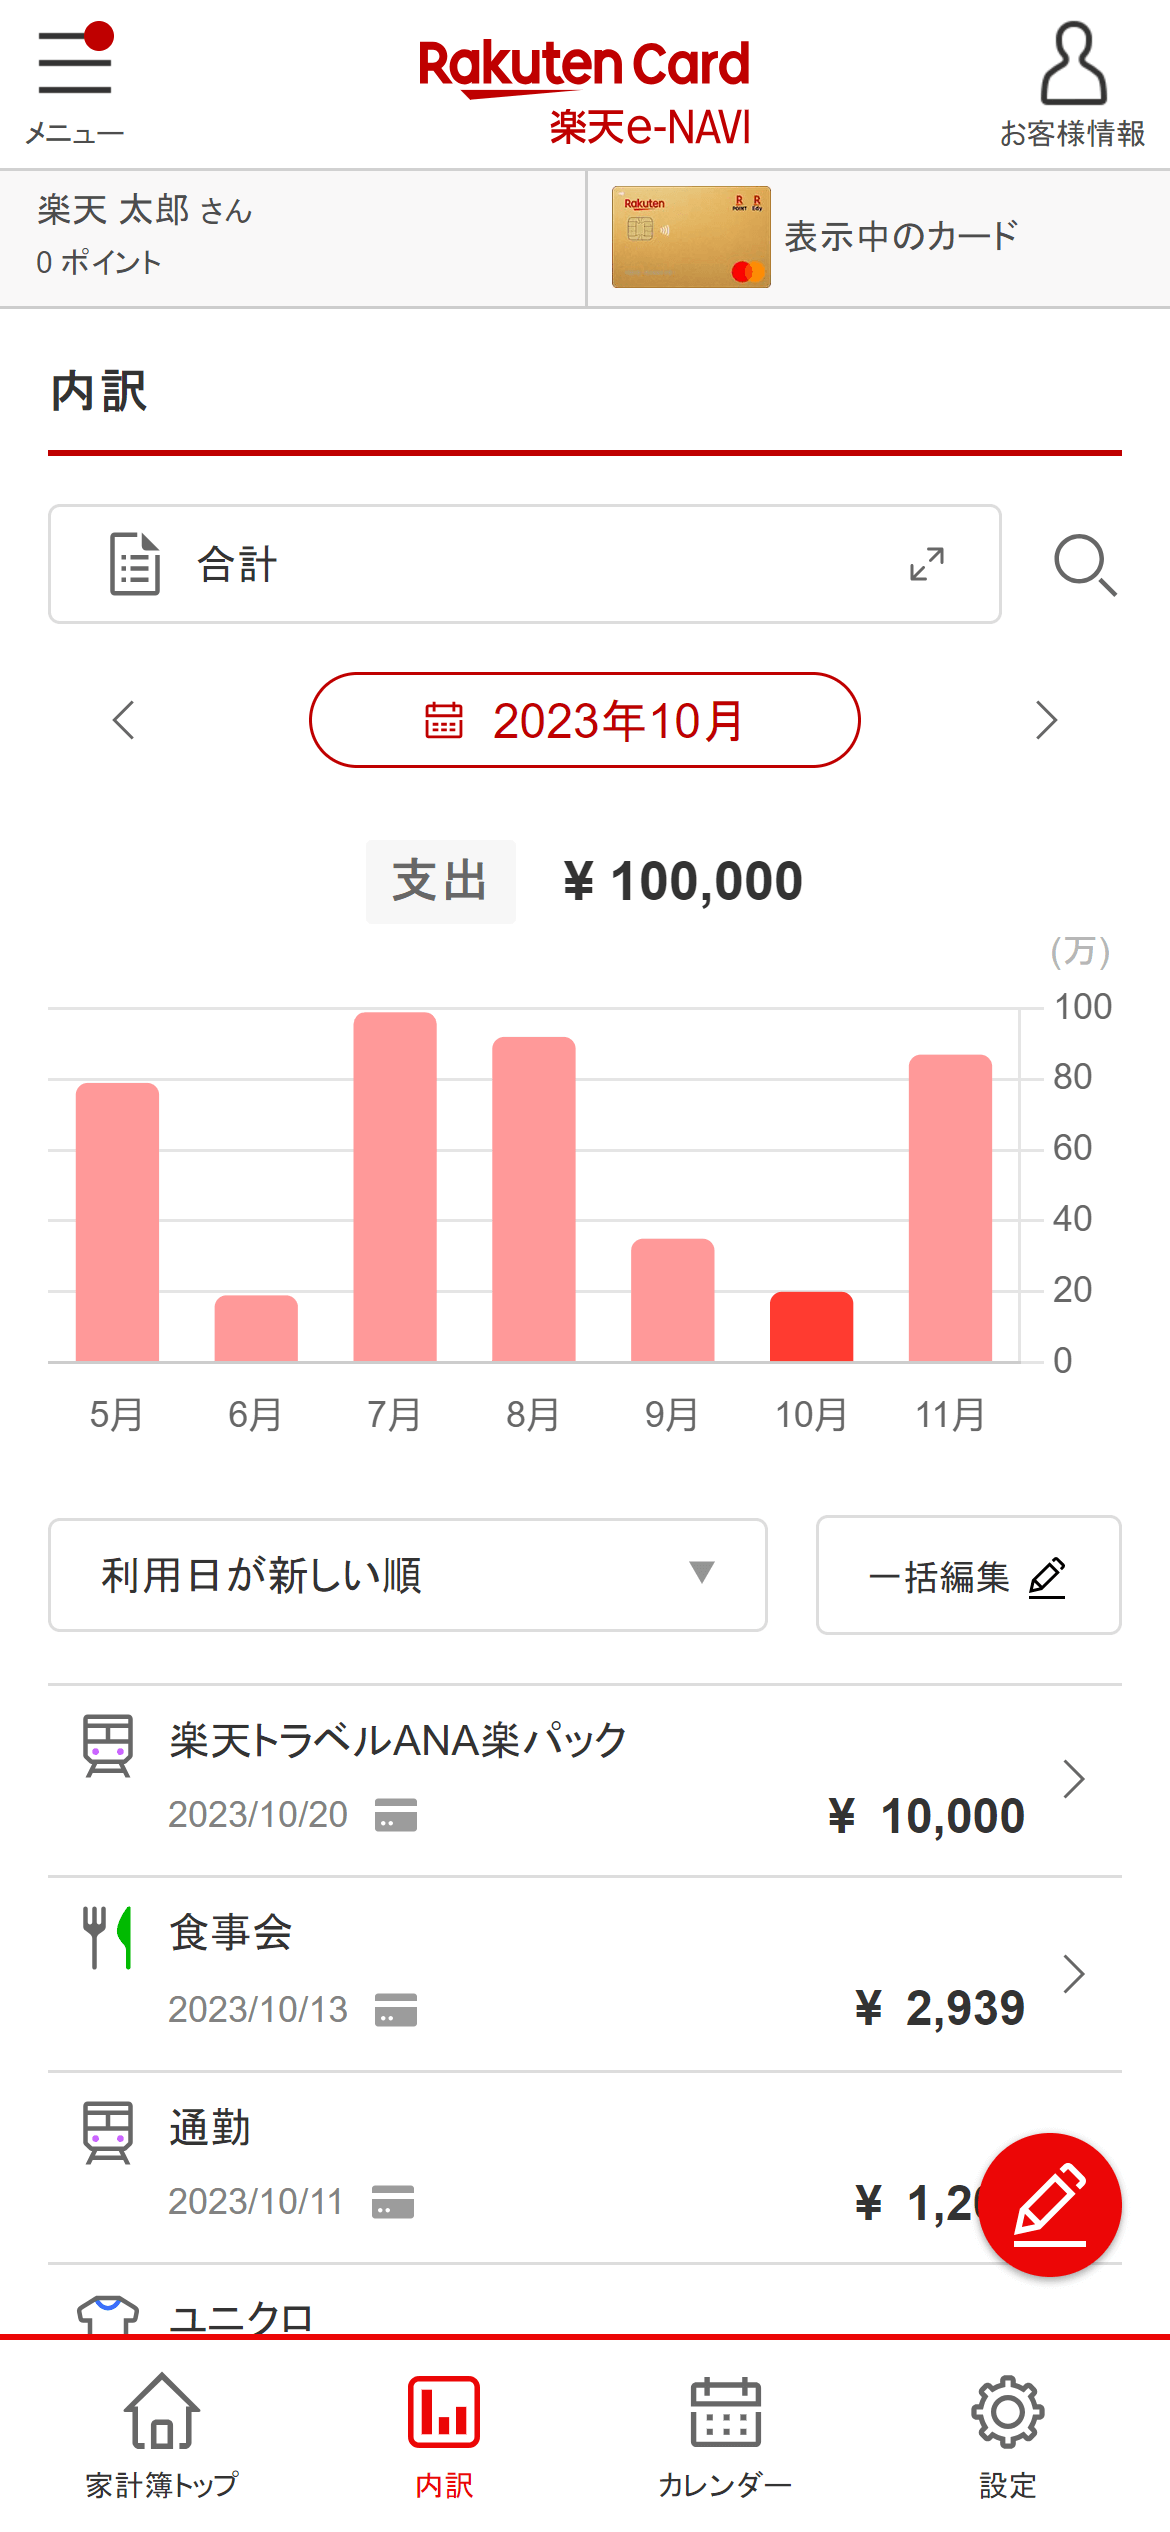 Rakuten Card
楽天e-NAVI
メニュー
お客様情報
楽天 太郎 さん
0 ポイント
Rakuten
R POINT
R Edy
表示中のカード
内訳
合計
2023年10月
支出
¥ 100,000
(万)
100
80
60
40
20
0
5月
6月
7月
8月
9月
10月
11月
利用日が新しい順
一括編集
楽天トラベルANA楽パック
2023/10/20
¥ 10,000
食事会
2023/10/13
¥ 2,939
通勤
2023/10/11
¥ 1,20
ユニクロ
家計簿トップ
内訳
カレンダー
設定